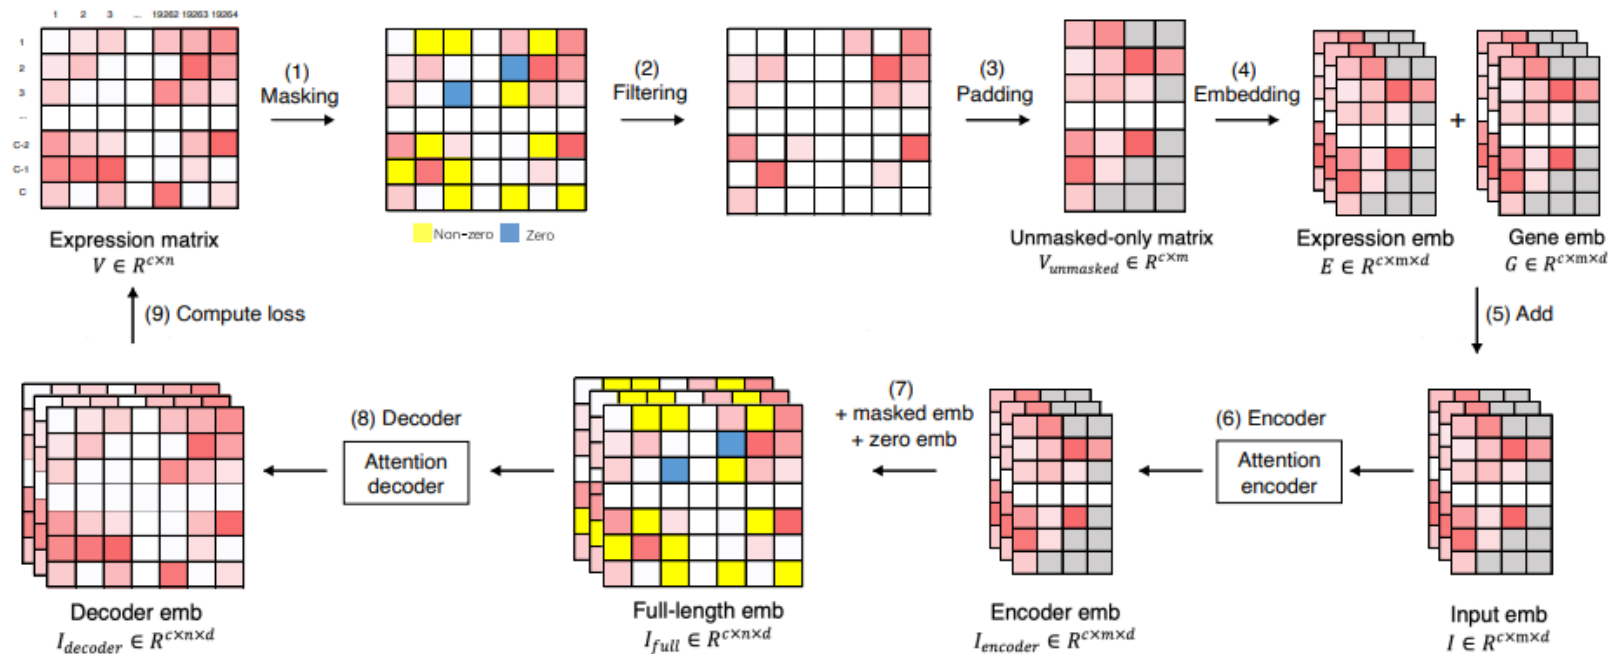 1 2 3 ... 19262 19263 19264
1
2
3
...
C-2
C-1
C
(1)
Masking
(2)
Filtering
(3)
Padding
(4)
Embedding
+
Non-zero Zero
Expression matrix
V ∈ R^{c×n}
Unmasked-only matrix
V_{unmasked} ∈ R^{c×m}
Expression emb
E ∈ R^{c×m×d}
Gene emb
G ∈ R^{c×m×d}
(9) Compute loss
(5) Add
(8) Decoder
Attention
decoder
(7)
+ masked emb
+ zero emb
(6) Encoder
Attention
encoder
Decoder emb
I_{decoder} ∈ R^{c×n×d}
Full-length emb
I_{full} ∈ R^{c×n×d}
Encoder emb
I_{encoder} ∈ R^{c×m×d}
Input emb
I ∈ R^{c×m×d}